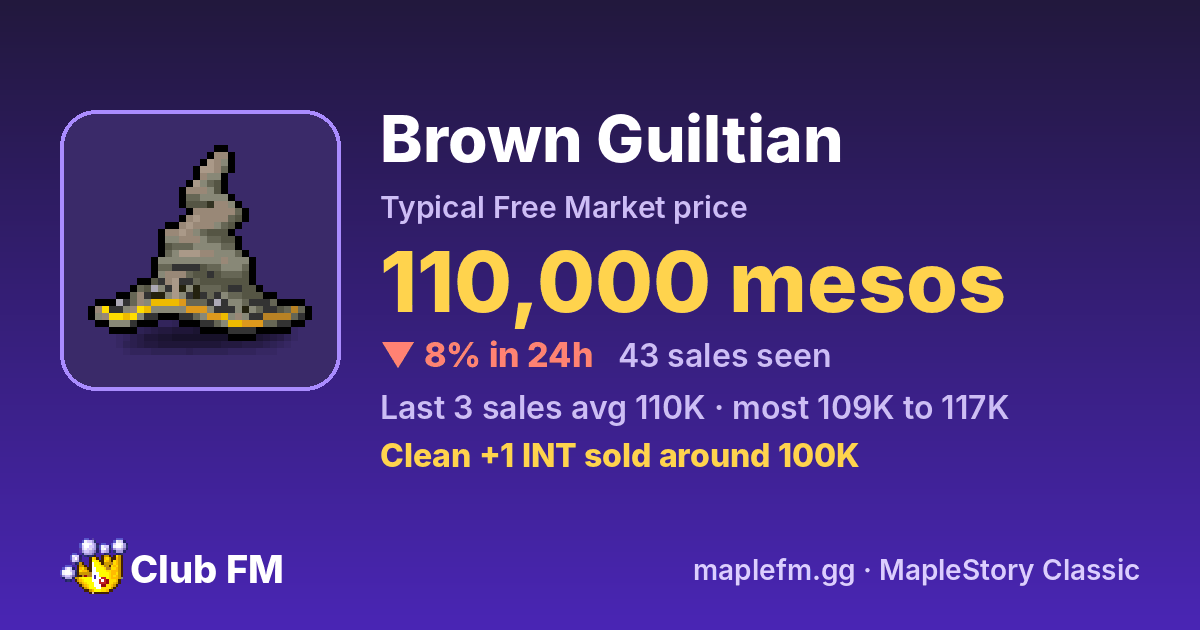 Brown Guiltian
Typical Free Market price
110,000 mesos
▼ 8% in 24h 43 sales seen
Last 3 sales avg 110K · most 109K to 117K
Clean +1 INT sold around 100K
Club FM
maplefm.gg · MapleStory Classic